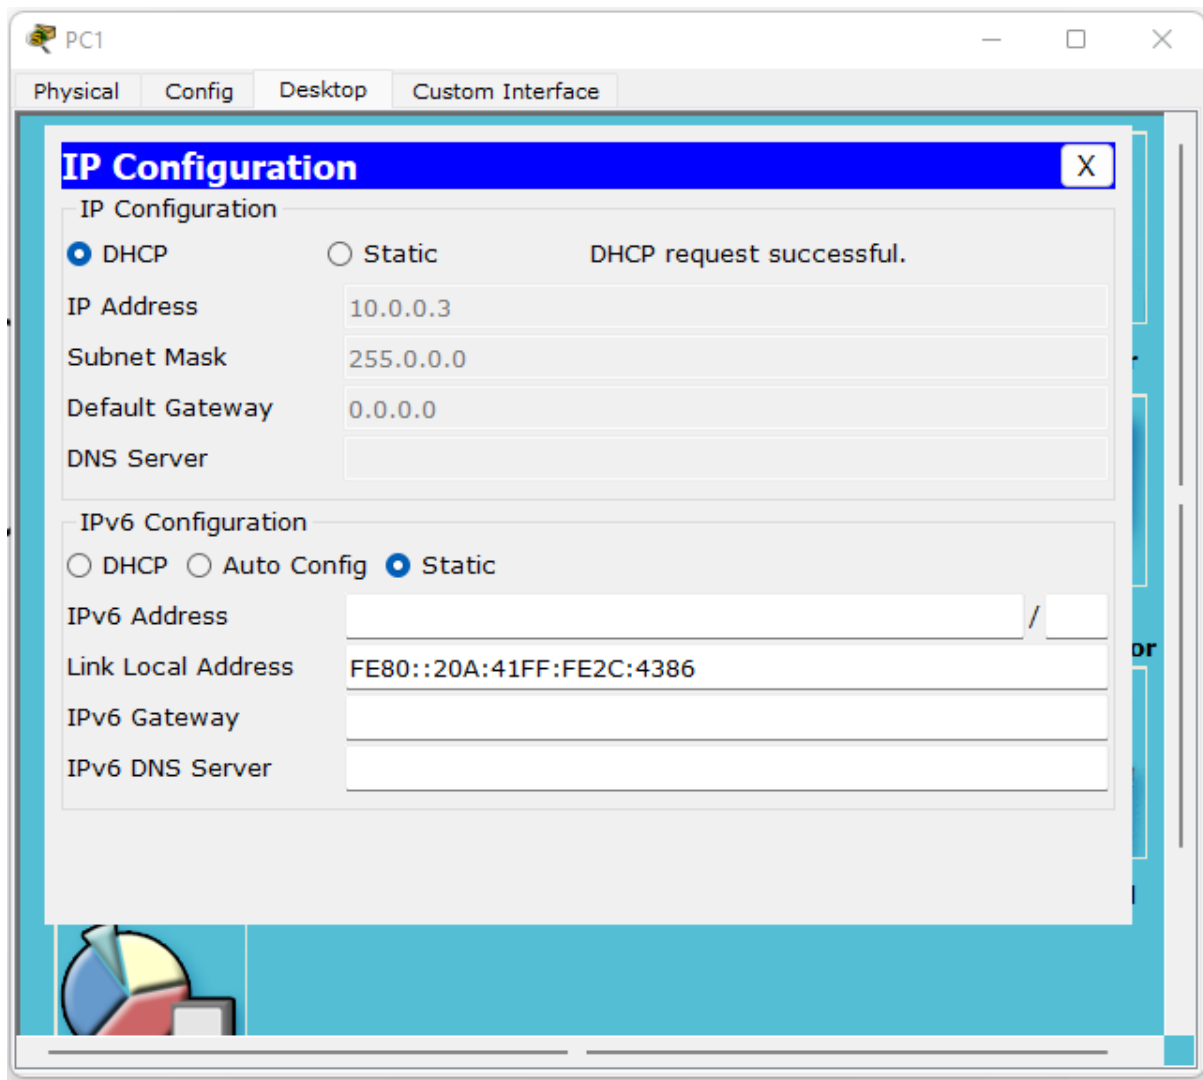 PC1
Physical Config Desktop Custom Interface
IP Configuration X
IP Configuration
DHCP Static DHCP request successful.
IP Address 10.0.0.3
Subnet Mask 255.0.0.0
Default Gateway 0.0.0.0
DNS Server
IPv6 Configuration
DHCP Auto Config Static
IPv6 Address /
Link Local Address FE80::20A:41FF:FE2C:4386
IPv6 Gateway
IPv6 DNS Server